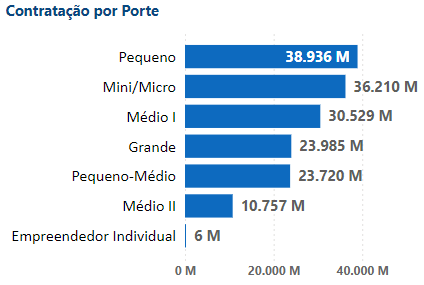 Contratação por Porte
Pequeno 38.936 M
Mini/Micro 36.210 M
Médio I 30.529 M
Grande 23.985 M
Pequeno-Médio 23.720 M
Médio II 10.757 M
Empreendedor Individual 6 M
0 M 20.000 M 40.000 M